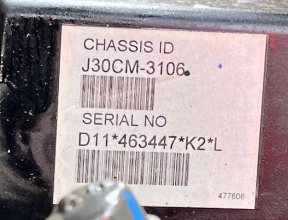 CHASSIS ID
J30CM-3106
SERIAL NO
D11*463447*K2*L
477606